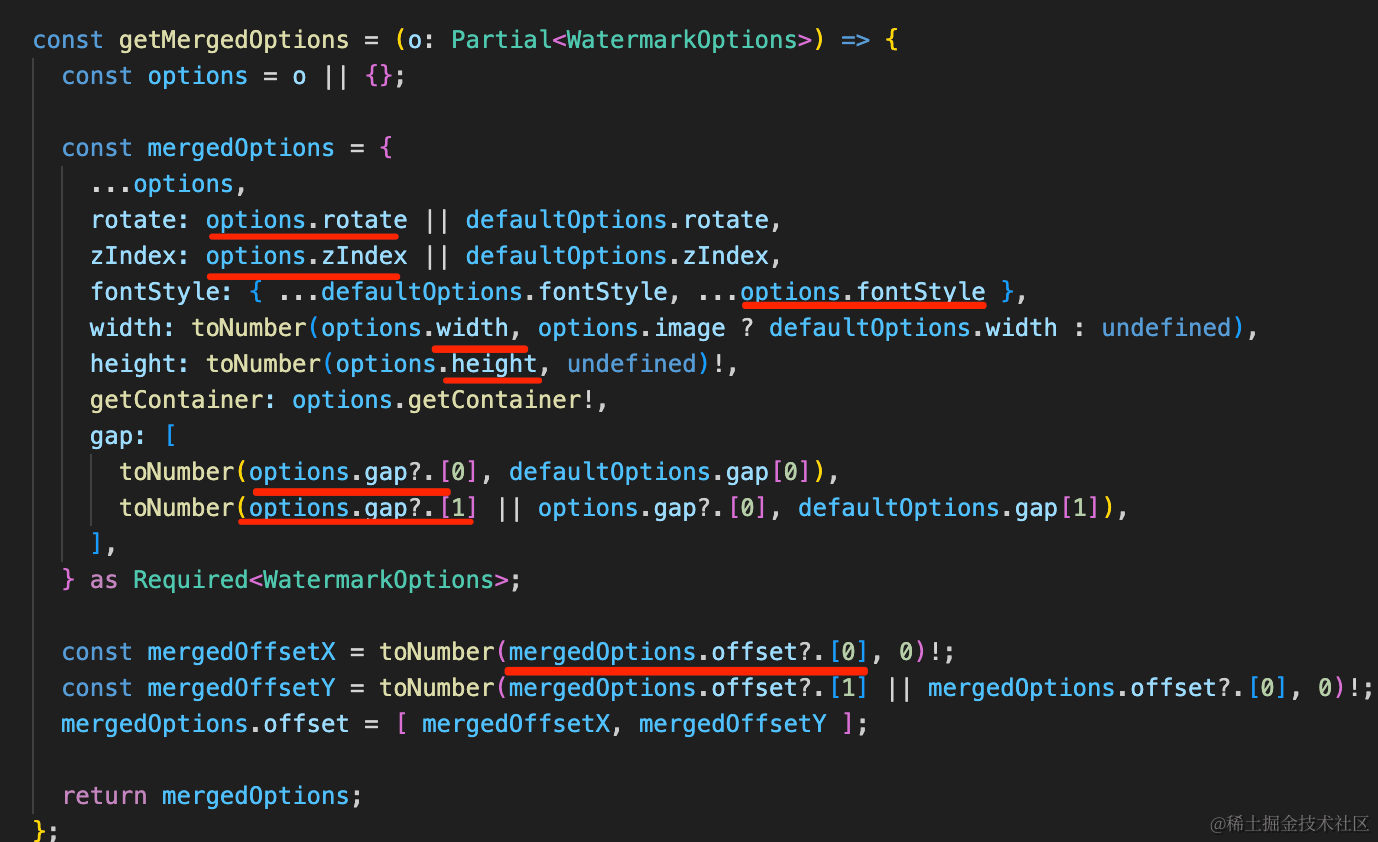 const getMergedOptions = (o: Partial<WatermarkOptions>) => {
  const options = o || {};

  const mergedOptions = {
    ...options,
    rotate: options.rotate || defaultOptions.rotate,
    zIndex: options.zIndex || defaultOptions.zIndex,
    fontStyle: { ...defaultOptions.fontStyle, ...options.fontStyle },
    width: toNumber(options.width, options.image ? defaultOptions.width : undefined),
    height: toNumber(options.height, undefined)!,
    getContainer: options.getContainer!,
    gap: [
      toNumber(options.gap?.[0], defaultOptions.gap[0]),
      toNumber(options.gap?.[1] || options.gap?.[0], defaultOptions.gap[1]),
    ],
  } as Required<WatermarkOptions>;

  const mergedOffsetX = toNumber(mergedOptions.offset?.[0], 0)!;
  const mergedOffsetY = toNumber(mergedOptions.offset?.[1] || mergedOptions.offset?.[0], 0)!;
  mergedOptions.offset = [ mergedOffsetX, mergedOffsetY ];

  return mergedOptions;
};
@稀土掘金技术社区